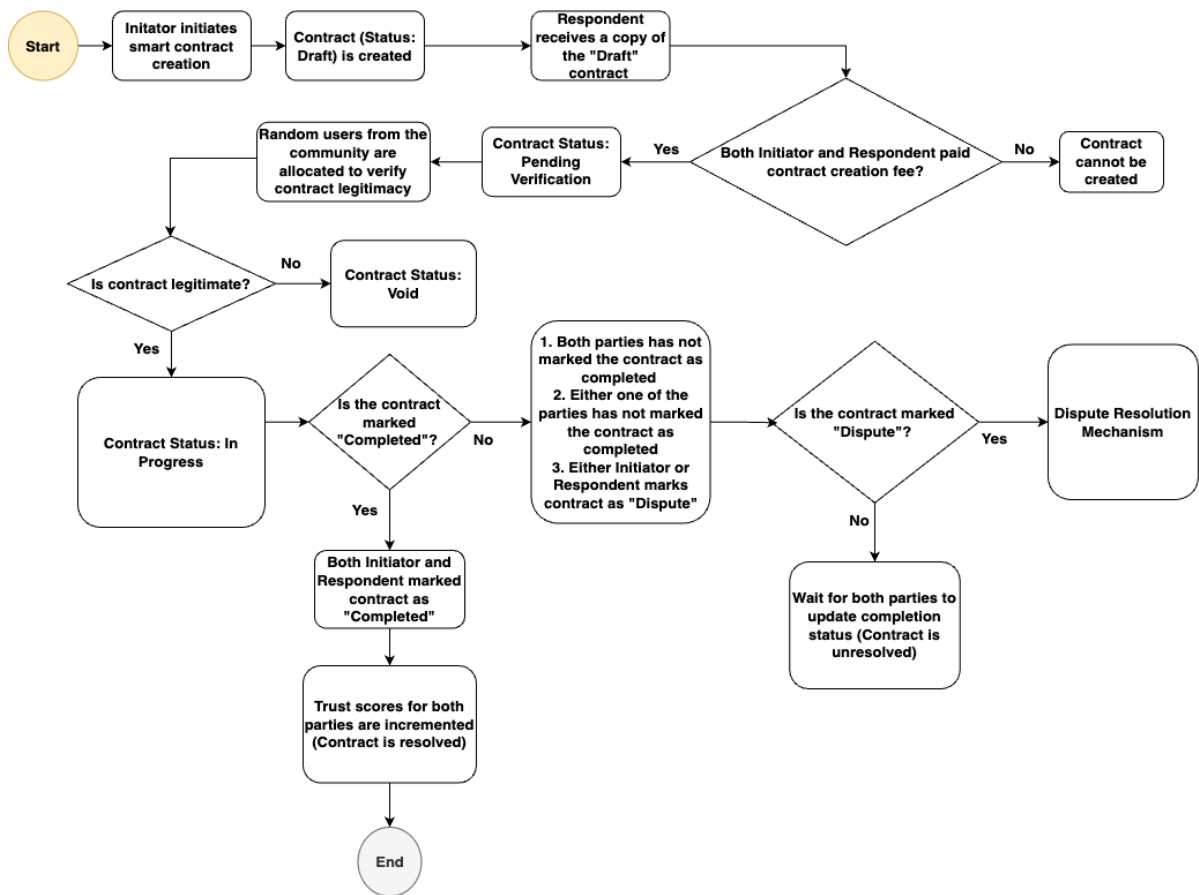 Start
Initator initiates
smart contract
creation
Contract (Status:
Draft) is created
Respondent
receives a copy of
the "Draft"
contract
Both Initiator and Respondent paid
contract creation fee?
No
Contract
cannot be
created
Yes
Contract Status:
Pending
Verification
Random users from the
community are
allocated to verify
contract legitimacy
Is contract legitimate?
No
Contract Status:
Void
Yes
Contract Status: In
Progress
Is the contract
marked
"Completed"?
No
1. Both parties has not
marked the contract as
completed
2. Either one of the
parties has not marked
the contract as
completed
3. Either Initiator or
Respondent marks
contract as "Dispute"
Is the contract marked
"Dispute"?
Yes
Dispute Resolution
Mechanism
No
Wait for both parties to
update completion
status (Contract is
unresolved)
Yes
Both Initiator and
Respondent marked
contract as
"Completed"
Trust scores for both
parties are incremented
(Contract is resolved)
End